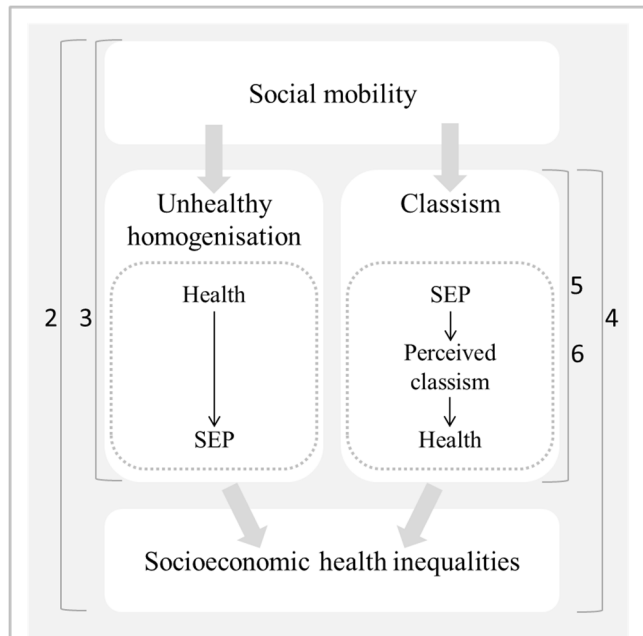 Social mobility
Unhealthy
homogenisation
Health
SEP
Classism
SEP
Perceived
classism
Health
2
3
5
6
4
Socioeconomic health inequalities